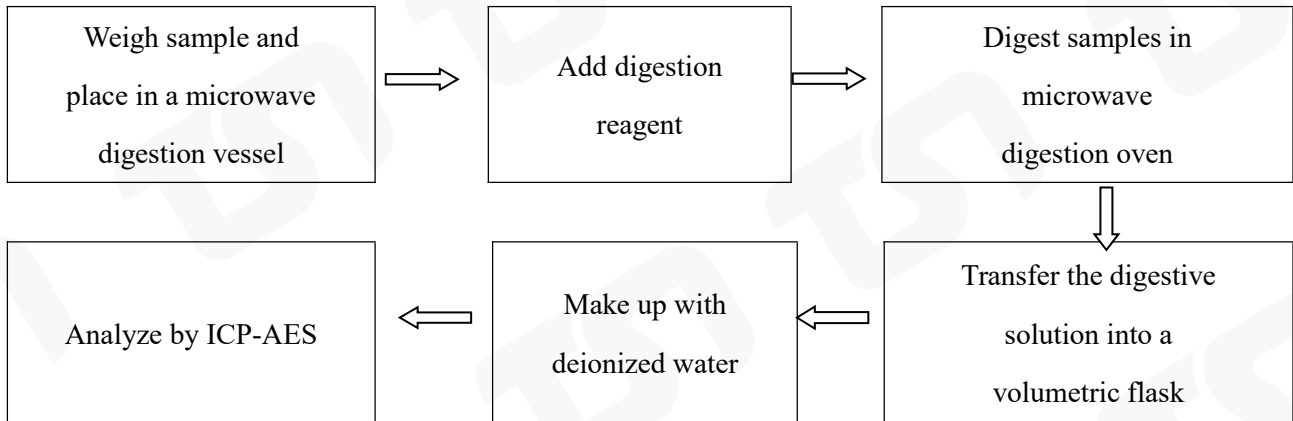 Weigh sample and
place in a microwave
digestion vessel
Add digestion
reagent
Digest samples in
microwave
digestion oven
Transfer the digestive
solution into a
volumetric flask
Make up with
deionized water
Analyze by ICP-AES